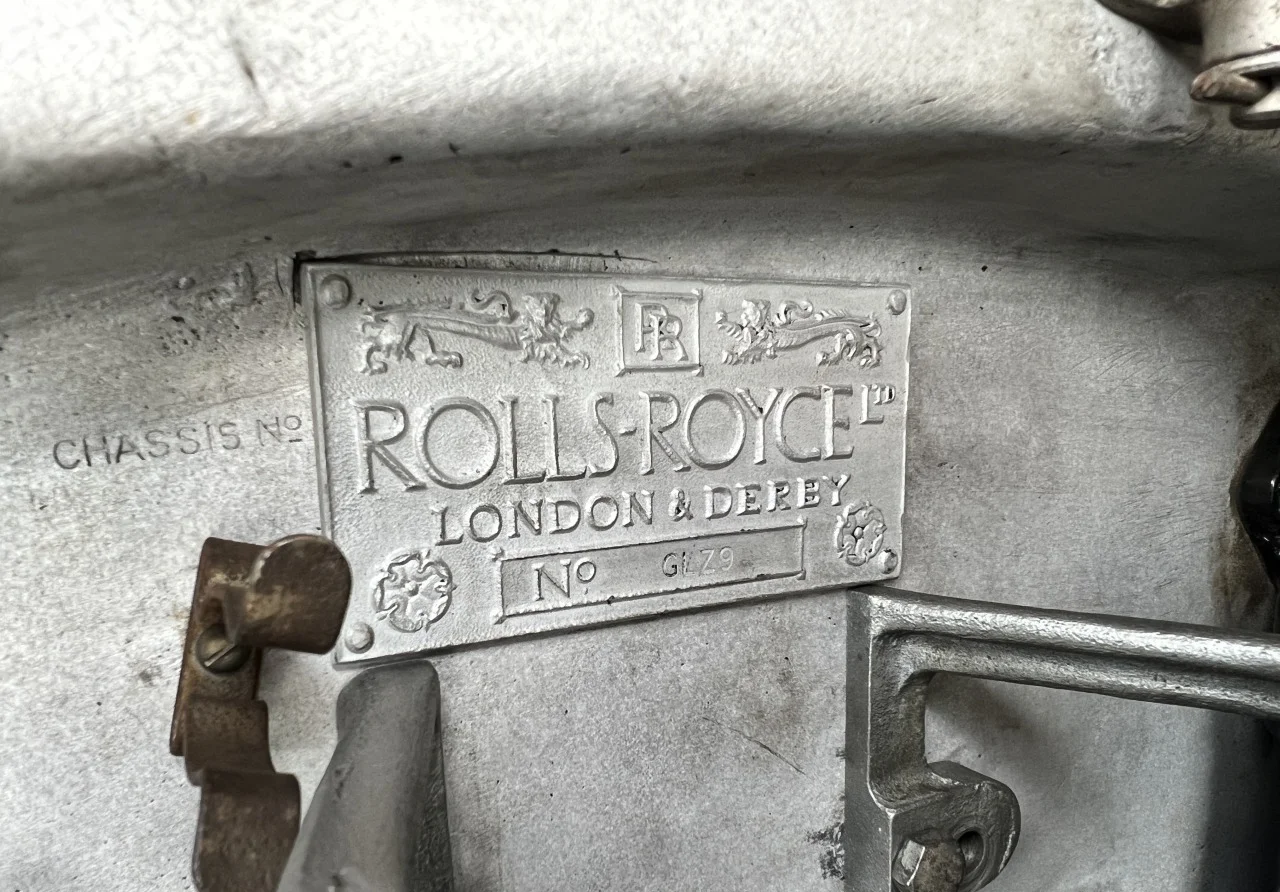 RR
ROLLS-ROYCE LTD
CHASSIS Nº
LONDON & DERBY
Nº GLZ9